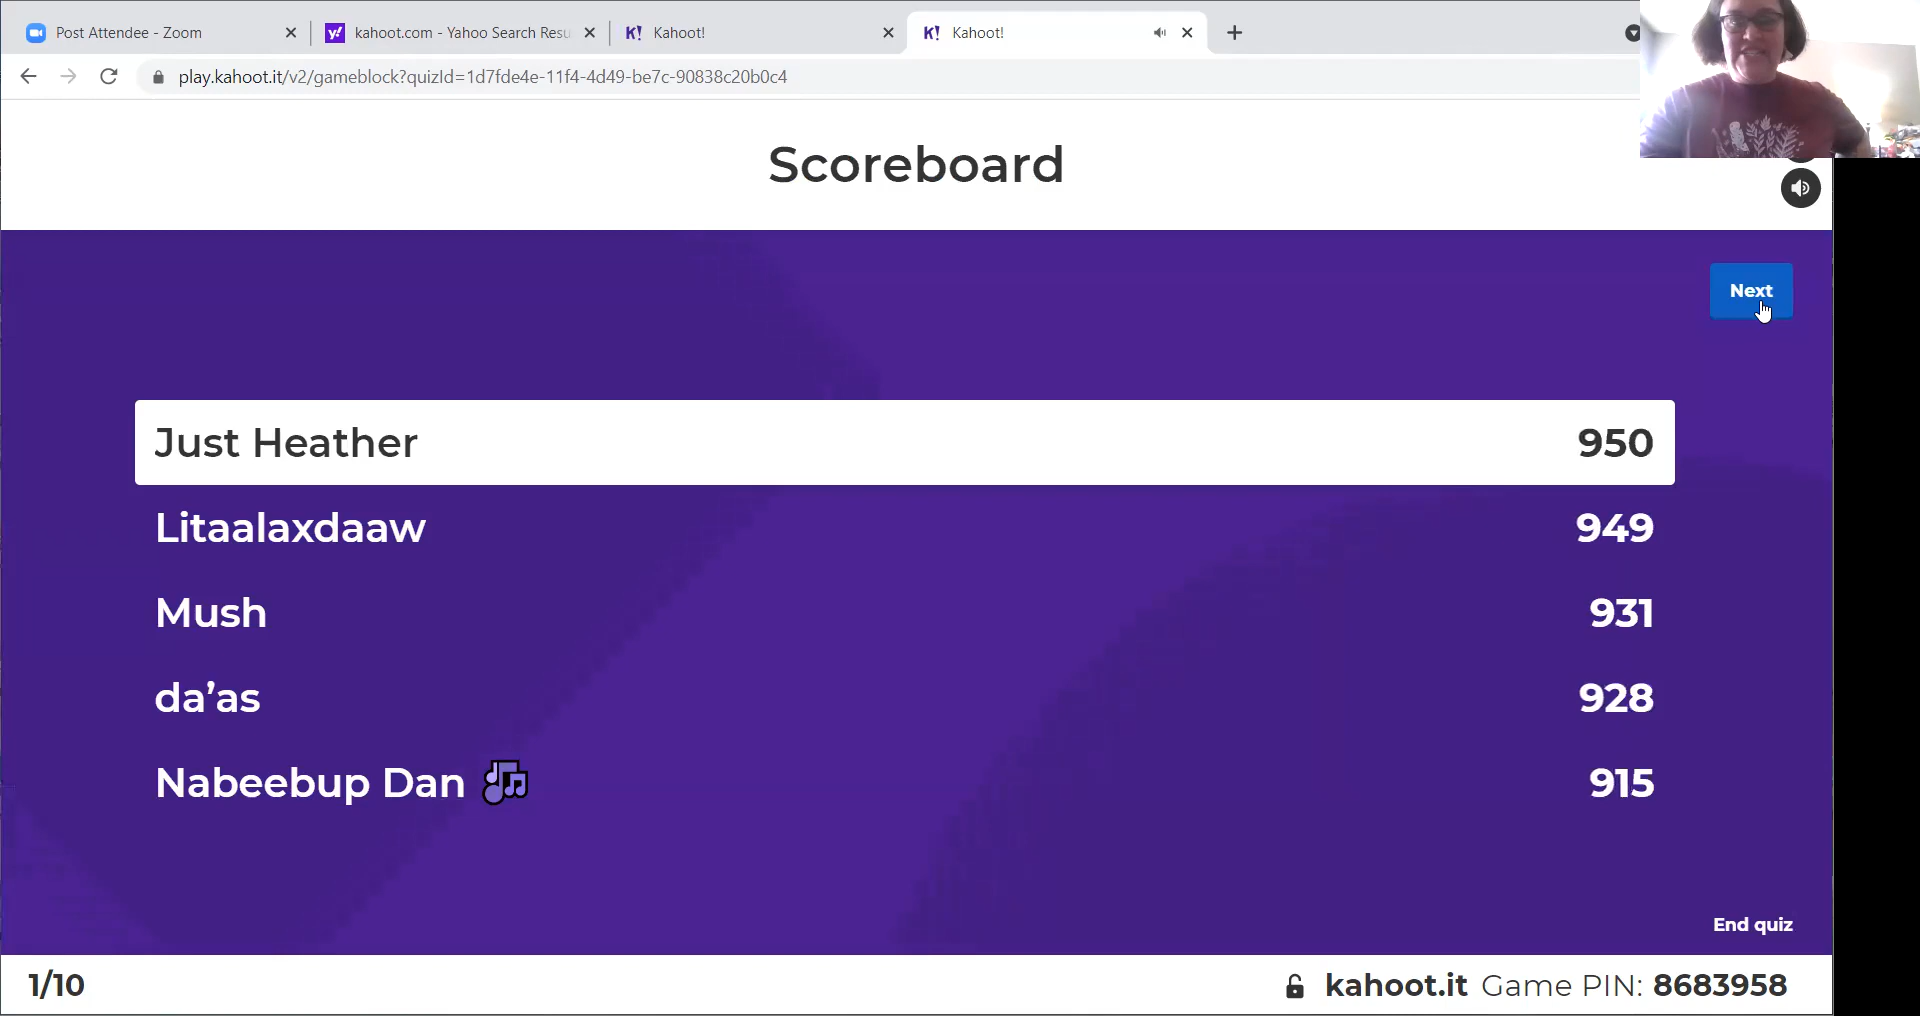 Post Attendee - Zoom
kahoot.com - Yahoo Search Resu
K! Kahoot!
K! Kahoot!
play.kahoot.it/v2/gameblock?quizId=1d7fde4e-11f4-4d49-be7c-90838c20b0c4
Scoreboard
Next
Just Heather 950
Litaalaxdaaw 949
Mush 931
da’as 928
Nabeebup Dan 915
End quiz
1/10
kahoot.it Game PIN: 8683958